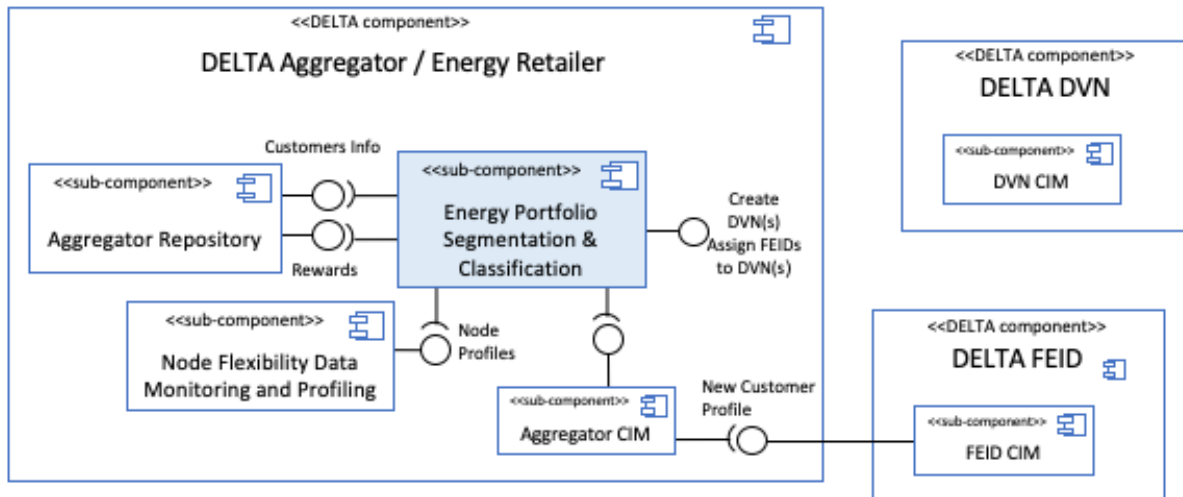 <<DELTA component>>
DELTA Aggregator / Energy Retailer
Customers Info
<<sub-component>>
Aggregator Repository
Rewards
<<sub-component>>
Energy Portfolio
Segmentation &
Classification
Create
DVN(s)
Assign FEIDs
to DVN(s)
<<sub-component>>
Node Flexibility Data
Monitoring and Profiling
Node
Profiles
<<sub-component>>
Aggregator CIM
New Customer
Profile
<<DELTA component>>
DELTA DVN
<<sub-component>>
DVN CIM
<<DELTA component>>
DELTA FEID
<<sub-component>>
FEID CIM